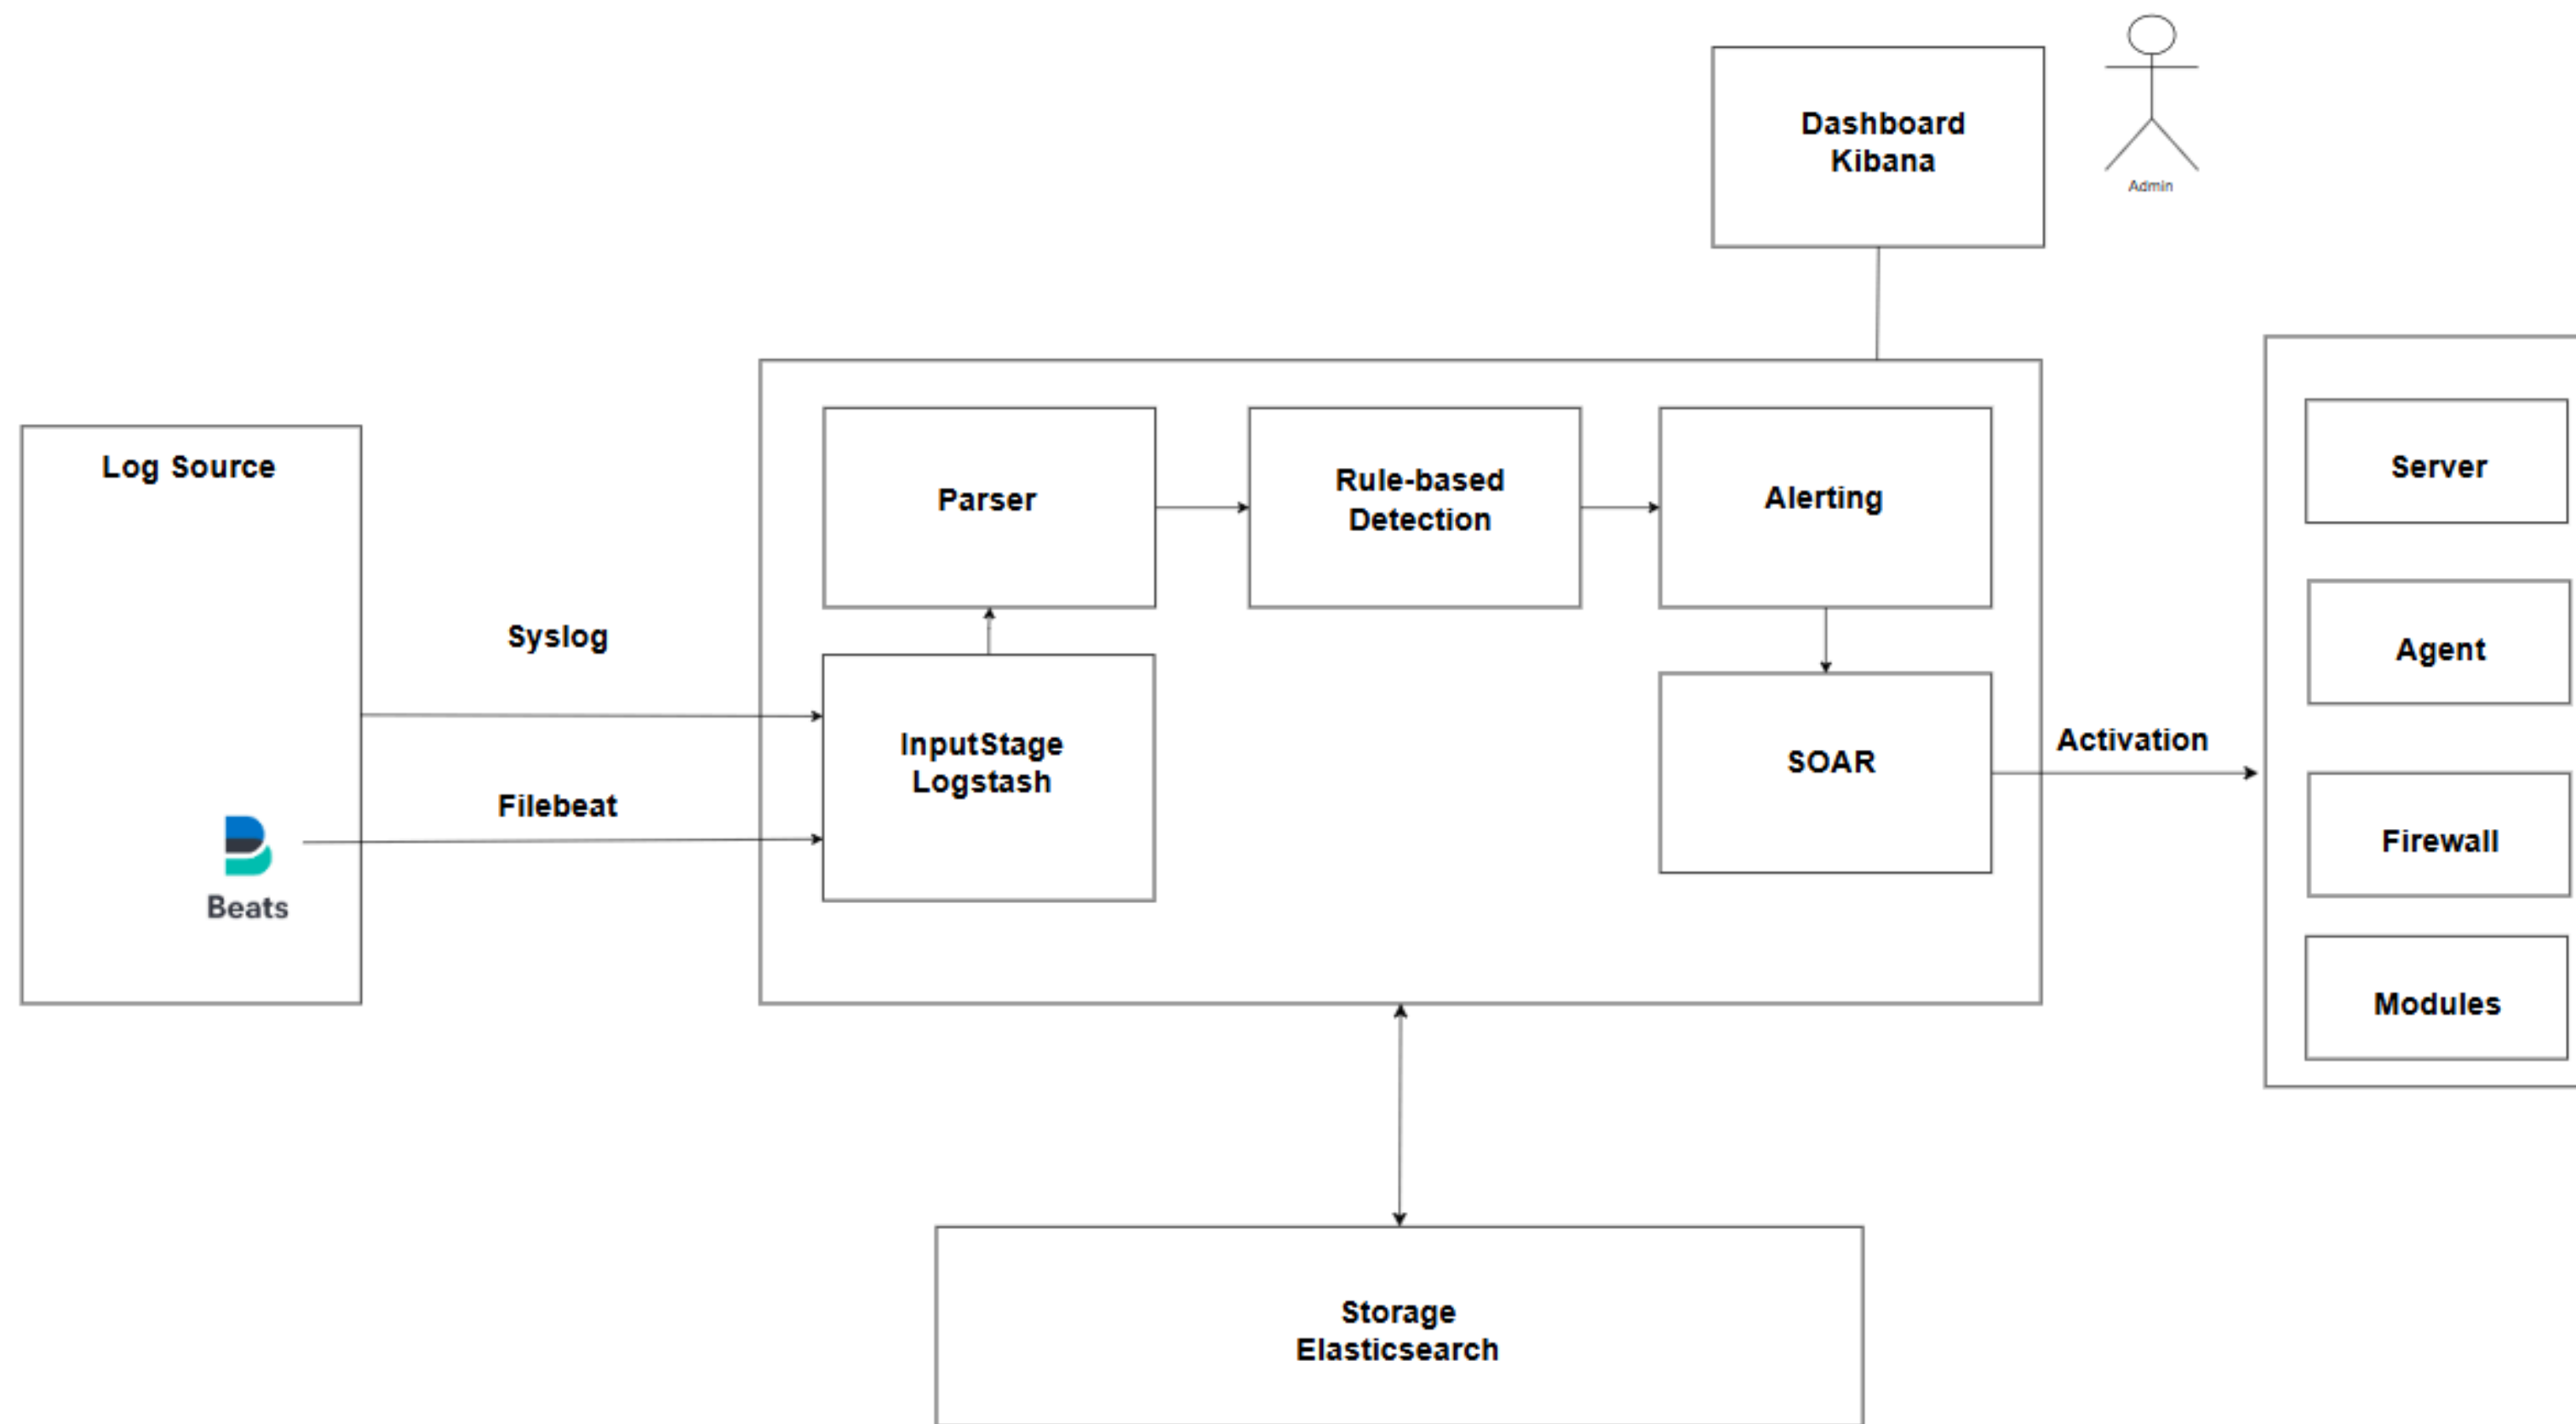 Dashboard
Kibana
Admin
Log Source
Syslog
Filebeat
Beats
Parser
Rule-based
Detection
Alerting
InputStage
Logstash
SOAR
Activation
Server
Agent
Firewall
Modules
Storage
Elasticsearch